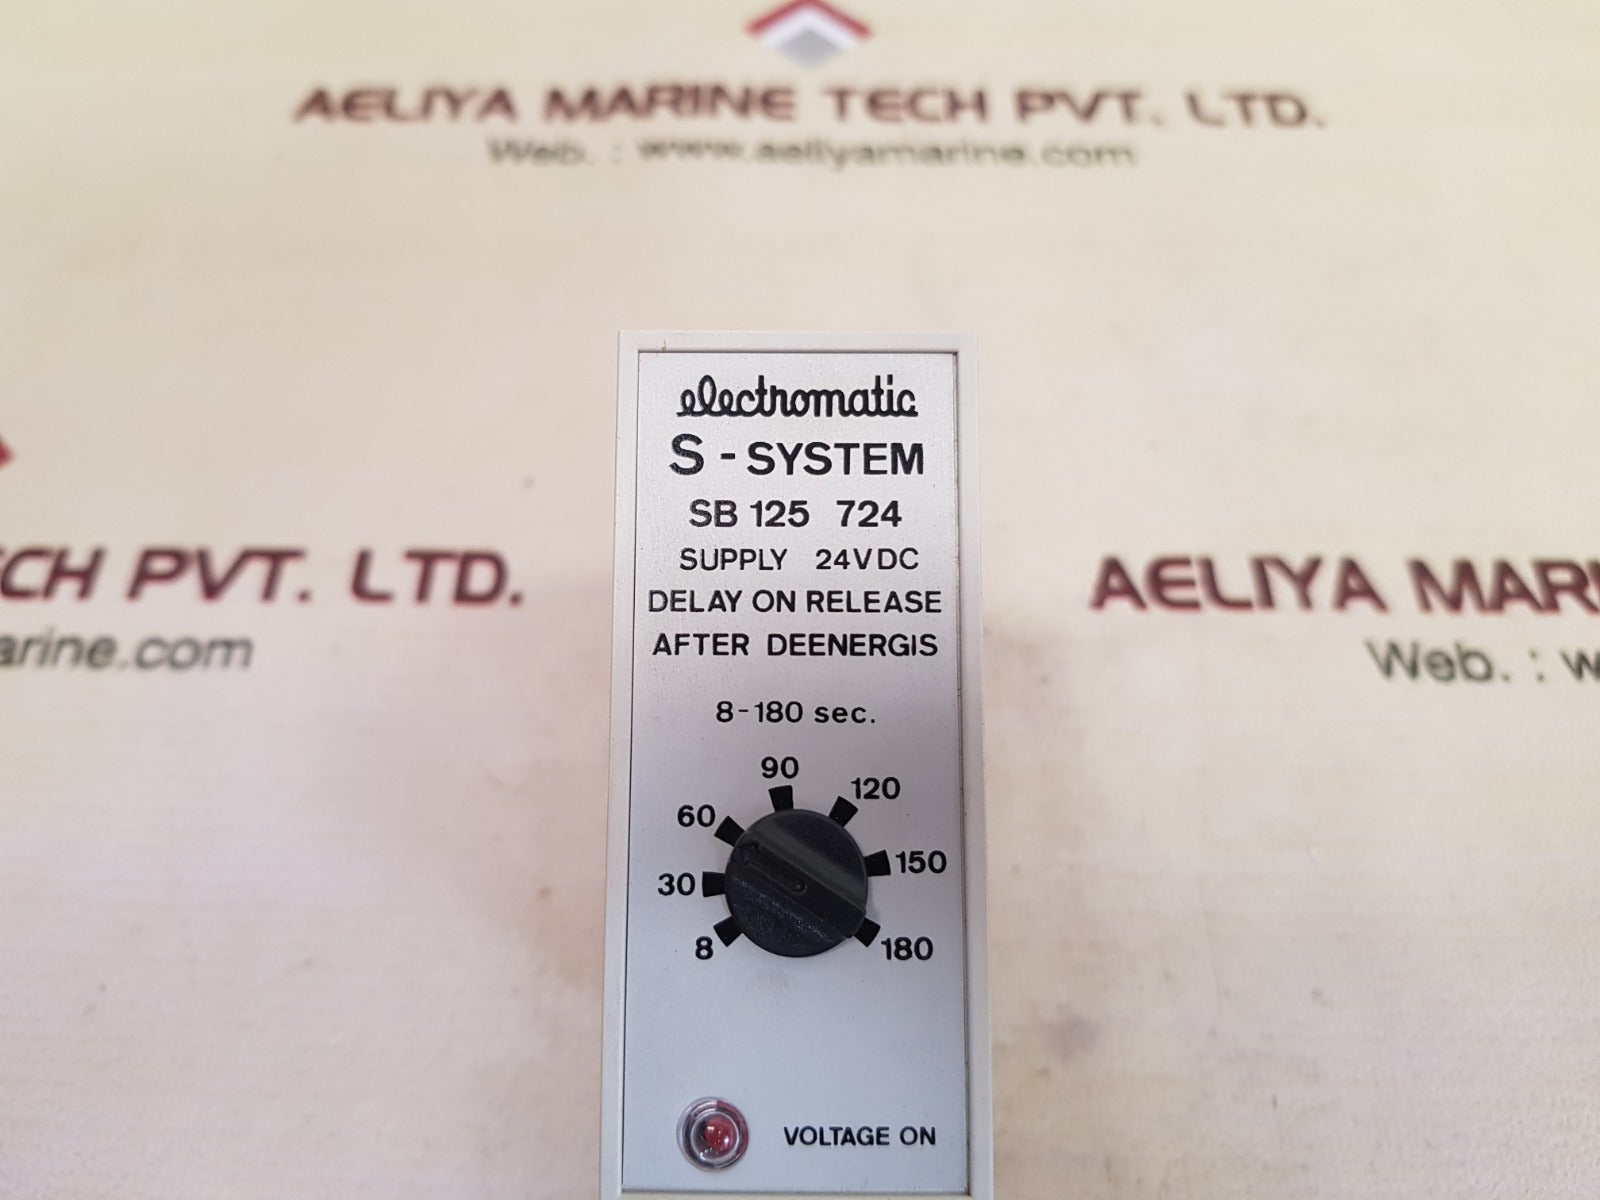 AELIYA MARINE TECH PVT. LTD.
Web. : www.aeliyamarine.com
TECH PVT. LTD.
arine.com
AELIYA MAR
Web. : w
electromatic
S - SYSTEM
SB 125 724
SUPPLY 24VDC
DELAY ON RELEASE
AFTER DEENERGIS
8-180 sec.
90
120
60
150
30
8
180
VOLTAGE ON